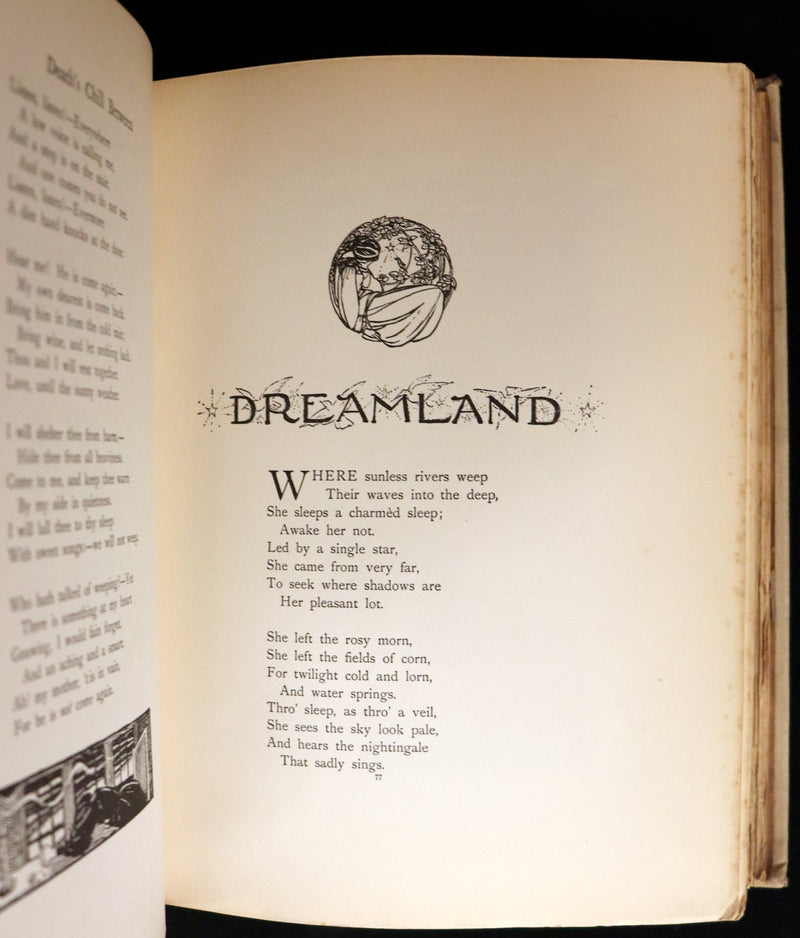 Death's Chill Between
Listen, listen!—Everywhere
A low voice is calling me,
And a step is on the stair,
And one comes you do not see.
Listen, listen!—Evermore
A dim hand knocks at the door.
Hear me! He is come again,—
My own dearest is come back.
Bring him in from the cold rain;
Bring wine, and let nothing lack.
Thou and I will rest together,
Love, until the sunny weather.
I will shelter thee from harm,—
Hide thee from all heaviness.
Come to me, and keep thee warm
By my side in quietness.
I will lull thee to thy sleep
With sweet songs:—we will not weep.
Who hath talked of weeping?—Yet
There is something at my heart
Gnawing, I would fain forget,
And an aching and a smart.
Ah! my mother, 'tis in vain,
For he is not come again.
DREAMLAND
WHERE sunless rivers weep
Their waves into the deep,
She sleeps a charmèd sleep;
Awake her not.
Led by a single star,
She came from very far,
To seek where shadows are
Her pleasant lot.
She left the rosy morn,
She left the fields of corn,
For twilight cold and lorn,
And water springs.
Thro' sleep, as thro' a veil,
She sees the sky look pale,
And hears the nightingale
That sadly sings.
77